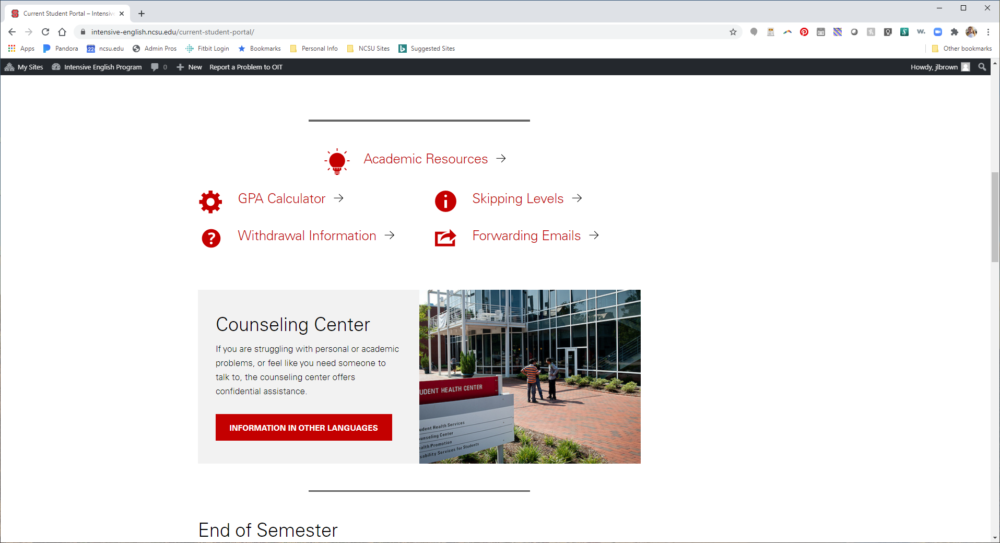 Current Student Portal – Intensive
intensive-english.ncsu.edu/current-student-portal/
Apps Pandora 22 ncsu.edu Admin Pros Fitbit Login Bookmarks Personal Info NCSU Sites Suggested Sites Other bookmarks
My Sites Intensive English Program 0 New Report a Problem to OIT Howdy, jlbrown
Academic Resources
GPA Calculator
Skipping Levels
Withdrawal Information
Forwarding Emails
Counseling Center
If you are struggling with personal or academic
problems, or feel like you need someone to
talk to, the counseling center offers
confidential assistance.
INFORMATION IN OTHER LANGUAGES
UDENT HEALTH CENTER
udent Health Services
unseling Center
alth Promotion
sability Services for Students
End of Semester